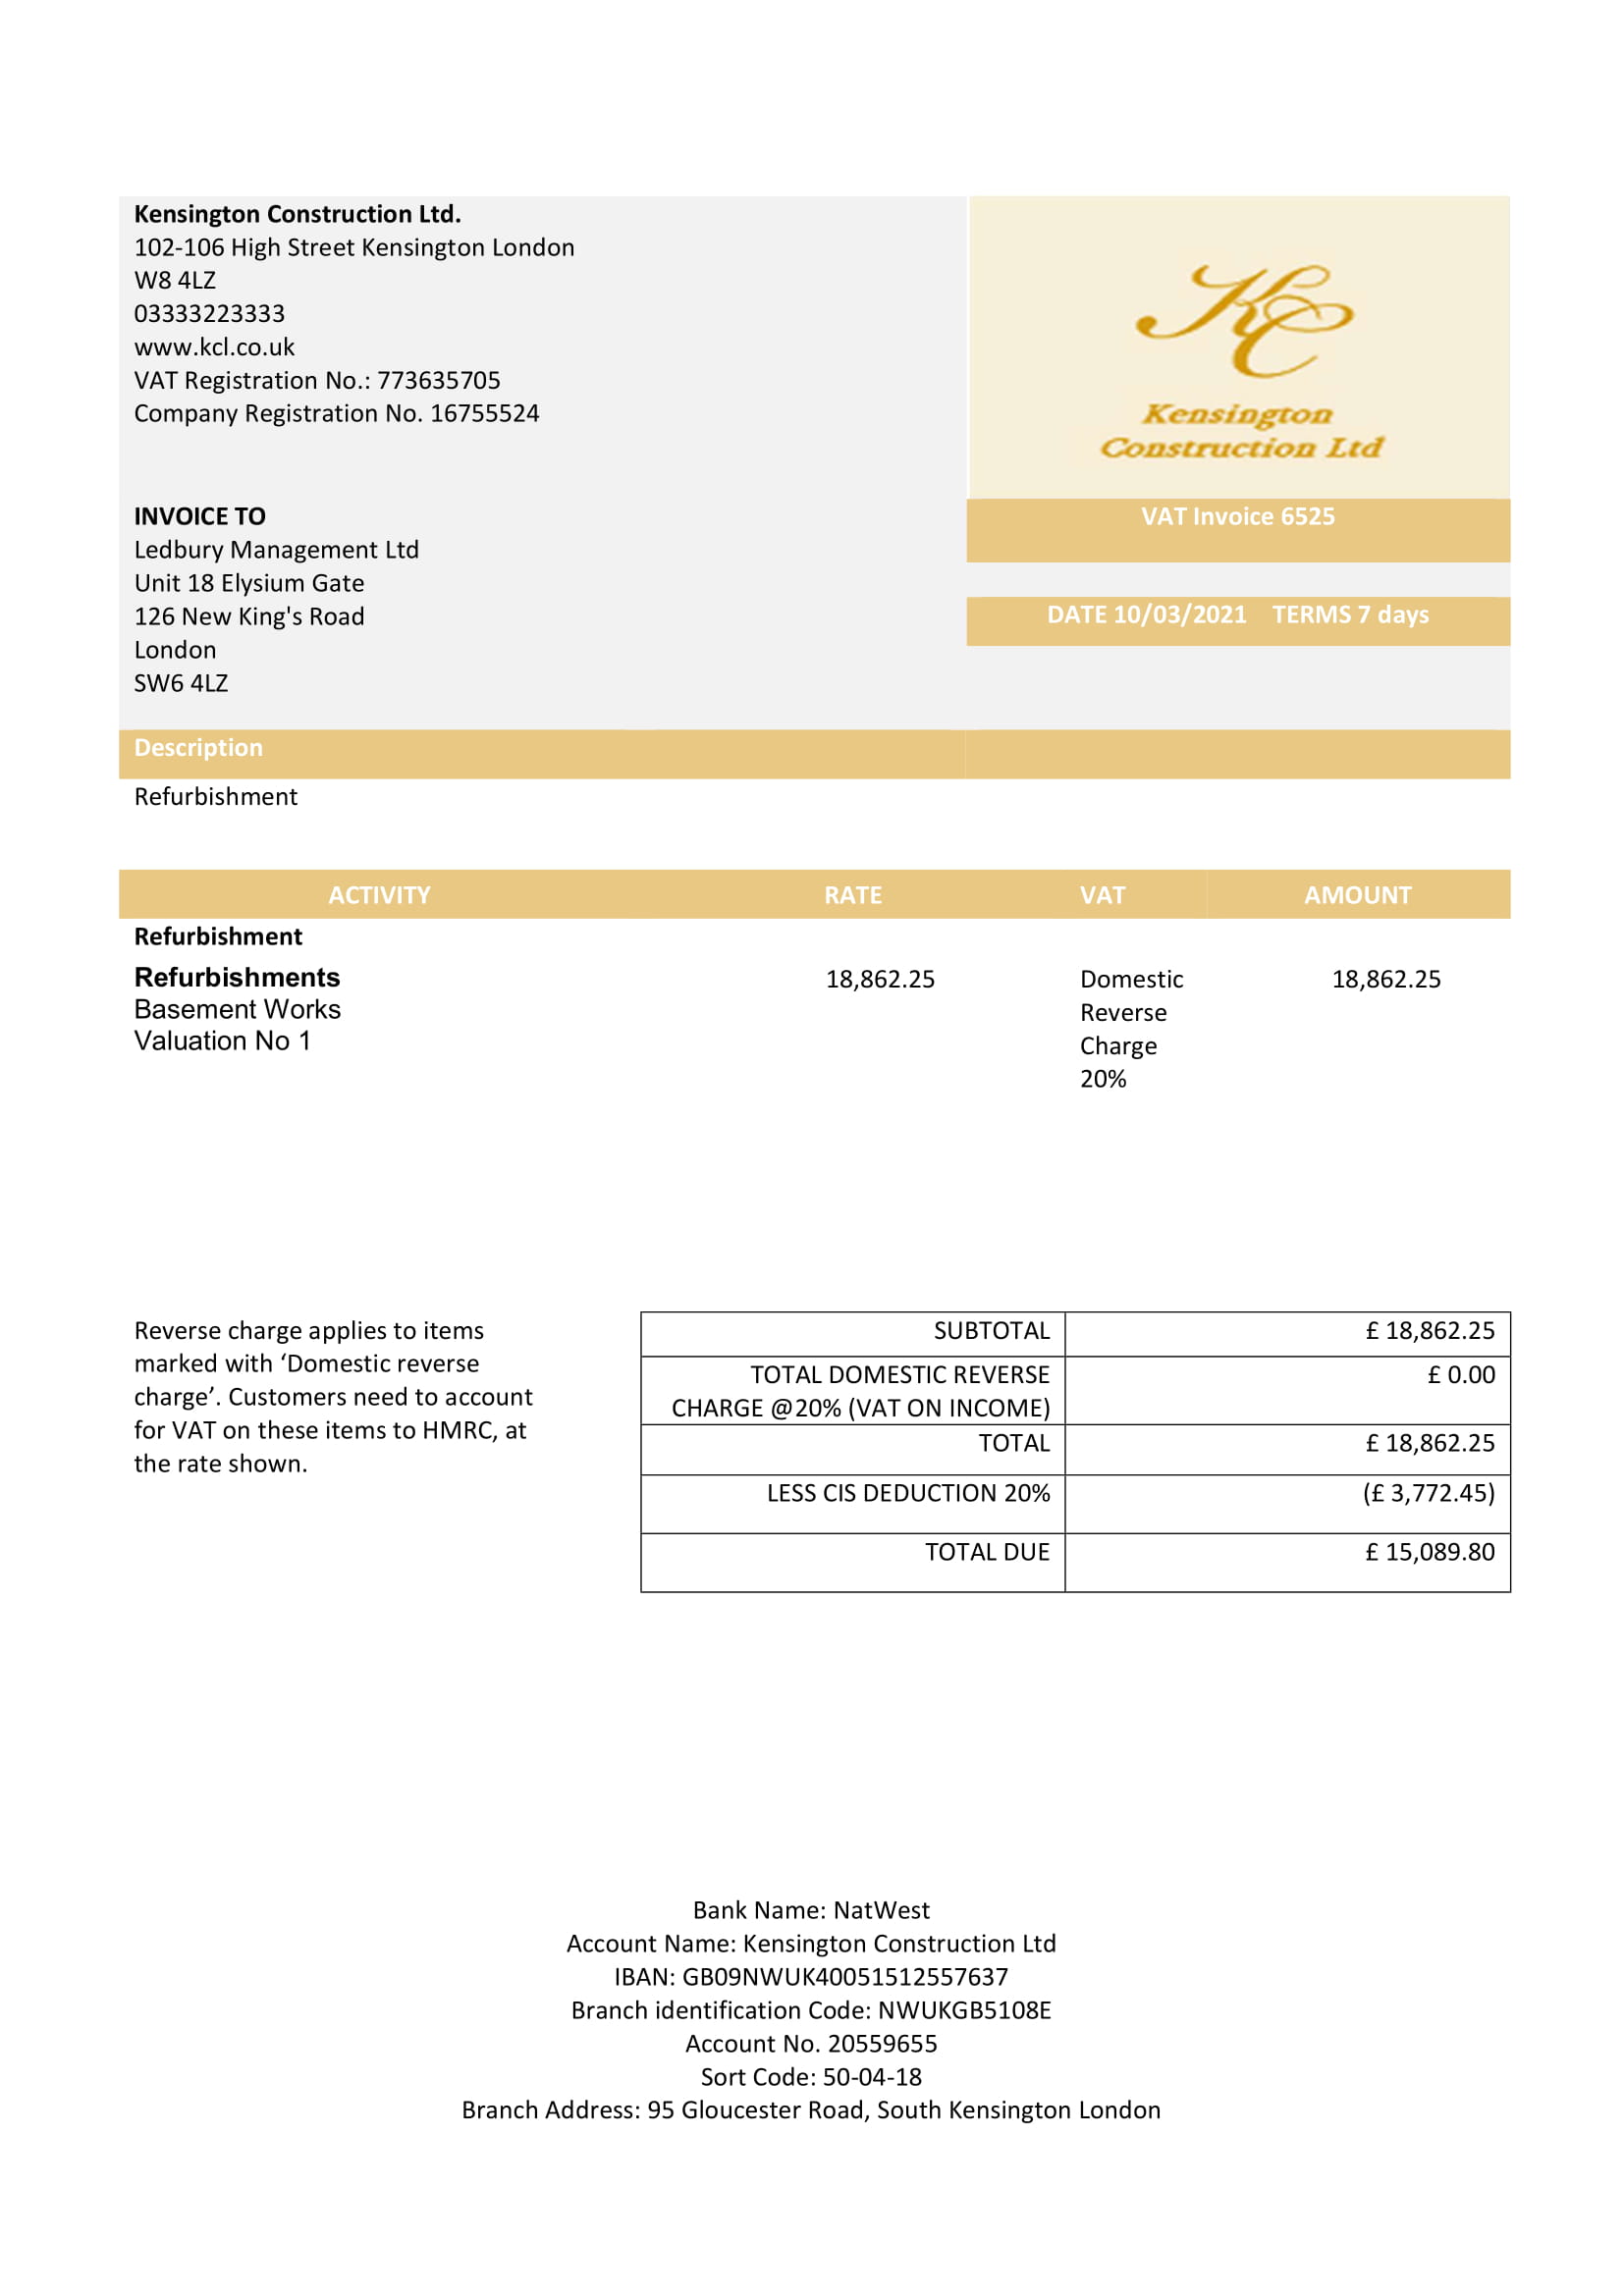 Kensington Construction Ltd.
102-106 High Street Kensington London
W8 4LZ
03333223333
www.kcl.co.uk
VAT Registration No.: 773635705
Company Registration No. 16755524
KC
Kensington
Construction Ltd
INVOICE TO
Ledbury Management Ltd
Unit 18 Elysium Gate
126 New King's Road
London
SW6 4LZ
VAT Invoice 6525
DATE 10/03/2021 TERMS 7 days
Description
Refurbishment
ACTIVITY RATE VAT AMOUNT
Refurbishment
Refurbishments 18,862.25 Domestic 18,862.25
Basement Works Reverse
Valuation No 1 Charge
20%
Reverse charge applies to items
marked with ‘Domestic reverse
charge’. Customers need to account
for VAT on these items to HMRC, at
the rate shown.
SUBTOTAL £ 18,862.25
TOTAL DOMESTIC REVERSE £ 0.00
CHARGE @20% (VAT ON INCOME)
TOTAL £ 18,862.25
LESS CIS DEDUCTION 20% (£ 3,772.45)
TOTAL DUE £ 15,089.80
Bank Name: NatWest
Account Name: Kensington Construction Ltd
IBAN: GB09NWUK40051512557637
Branch identification Code: NWUKGB5108E
Account No. 20559655
Sort Code: 50-04-18
Branch Address: 95 Gloucester Road, South Kensington London